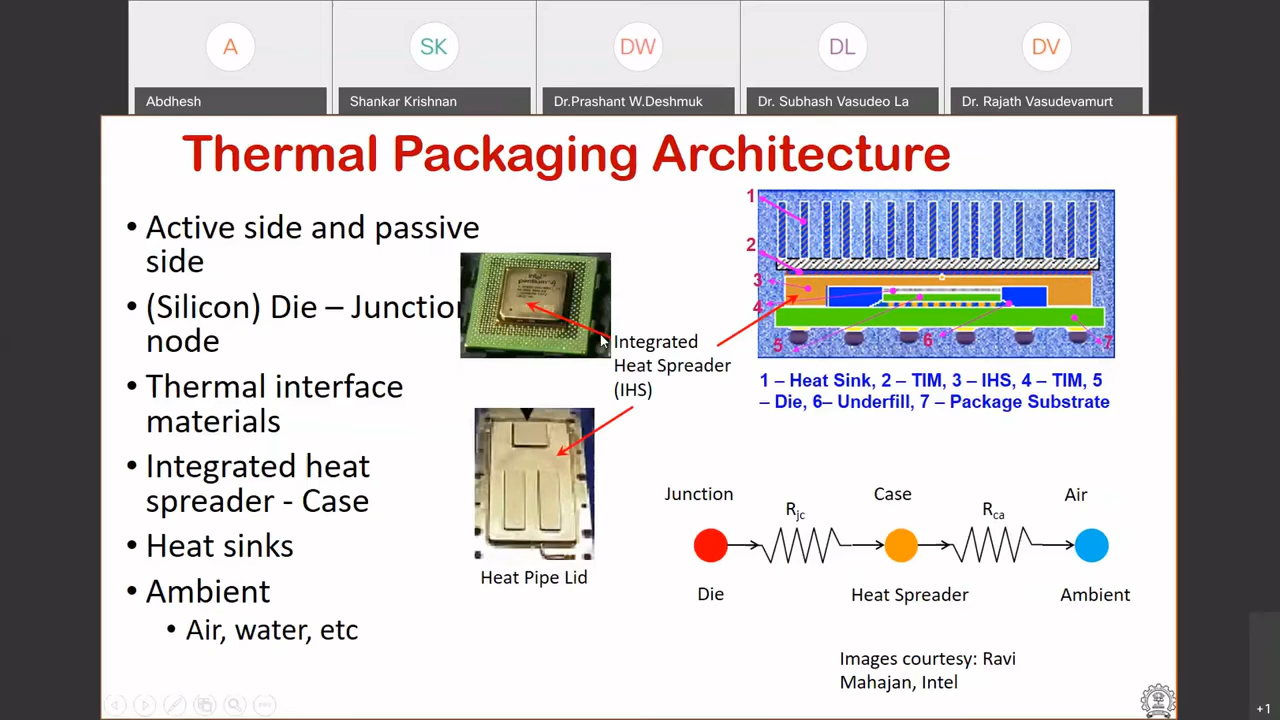 A
SK
DW
DL
DV
Abdhesh
Shankar Krishnan
Dr.Prashant W.Deshmuk
Dr. Subhash Vasudeo La
Dr. Rajath Vasudevamurt
Thermal Packaging Architecture
• Active side and passive
side
• (Silicon) Die – Junction
node
• Thermal interface
materials
• Integrated heat
spreader - Case
• Heat sinks
• Ambient
• Air, water, etc
Integrated
Heat Spreader
(IHS)
Heat Pipe Lid
1
2
3
4
5
6
7
1 – Heat Sink, 2 – TIM, 3 – IHS, 4 – TIM, 5
– Die, 6– Underfill, 7 – Package Substrate
Junction
Case
Air
Rjc
Rca
Die
Heat Spreader
Ambient
Images courtesy: Ravi
Mahajan, Intel
+1